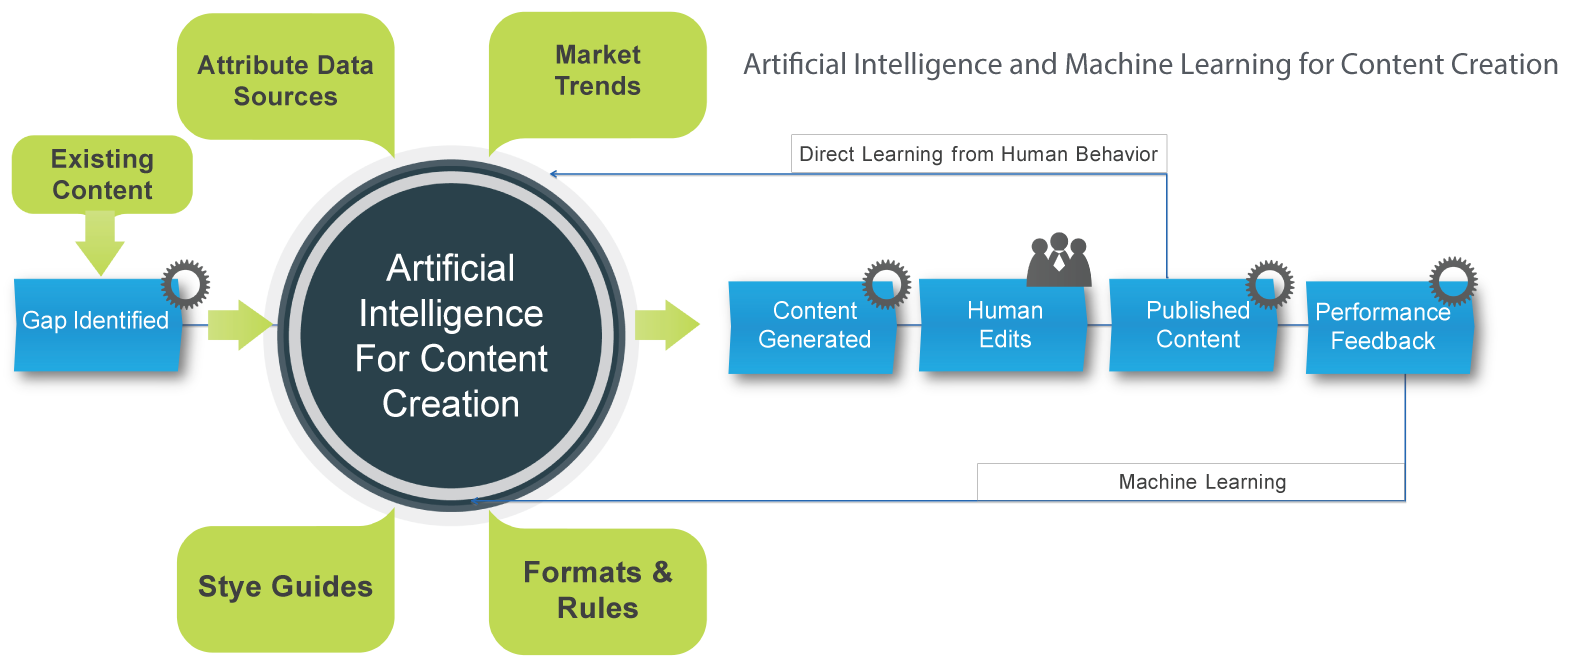 Artificial Intelligence and Machine Learning for Content Creation
Attribute Data
Sources
Market
Trends
Existing
Content
Direct Learning from Human Behavior
Gap Identified
Artificial
Intelligence
For Content
Creation
Content
Generated
Human
Edits
Published
Content
Performance
Feedback
Machine Learning
Stye Guides
Formats &
Rules